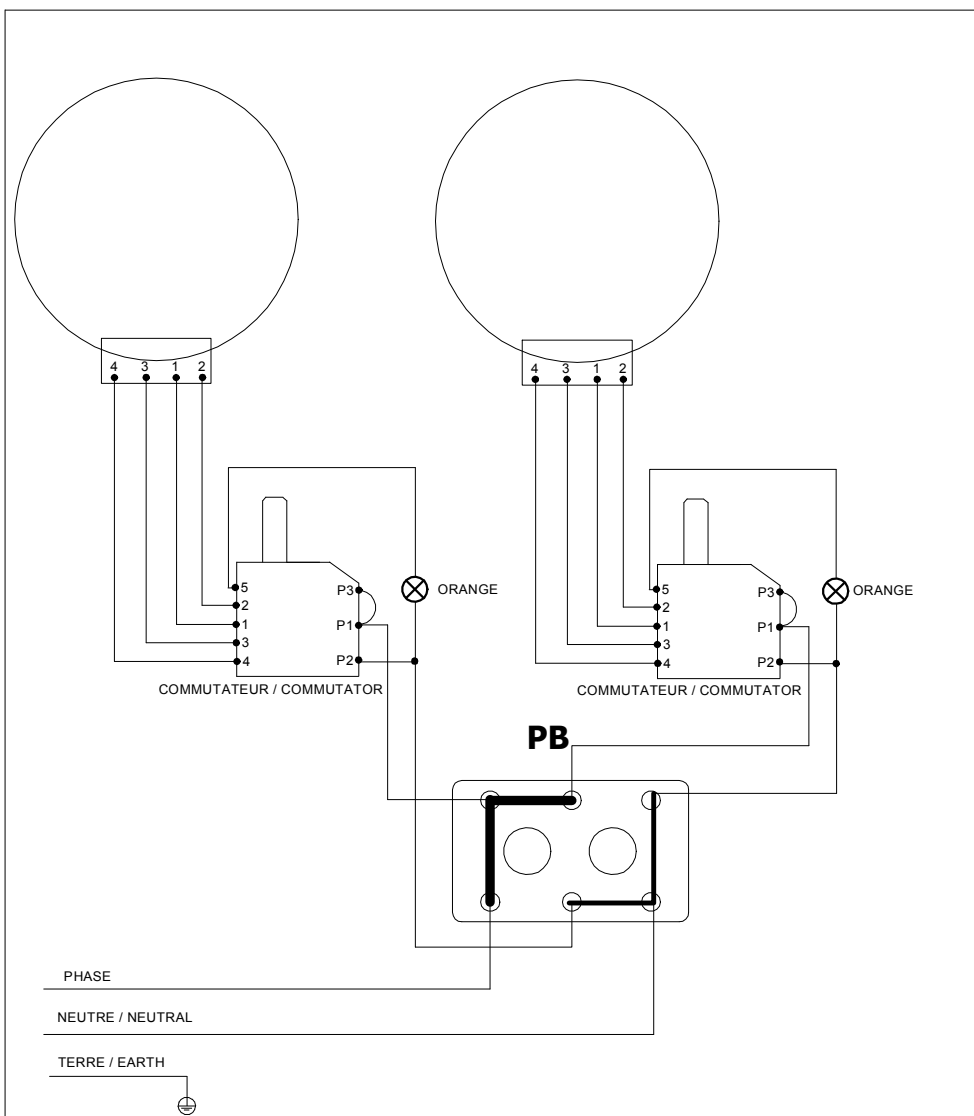 4 3 1 2
4 3 1 2
5
2
1
3
4
P3
P1
P2
ORANGE
COMMUTATEUR / COMMUTATOR
5
2
1
3
4
P3
P1
P2
ORANGE
COMMUTATEUR / COMMUTATOR
PB
PHASE
NEUTRE / NEUTRAL
TERRE / EARTH